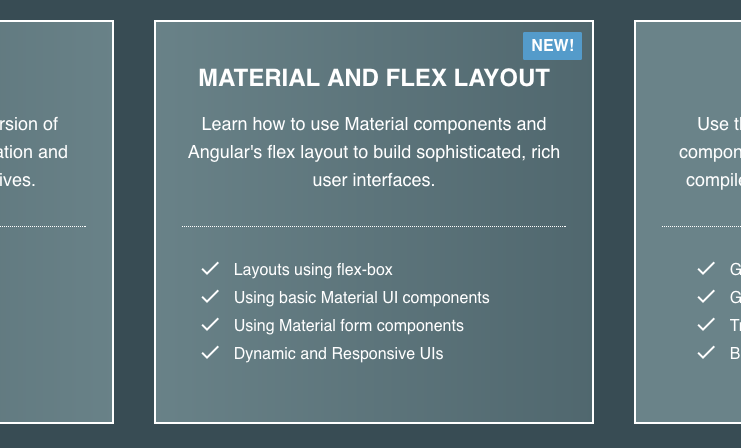 NEW!
MATERIAL AND FLEX LAYOUT
Learn how to use Material components and
Angular's flex layout to build sophisticated, rich
user interfaces.
Layouts using flex-box
Using basic Material UI components
Using Material form components
Dynamic and Responsive UIs
and
Use